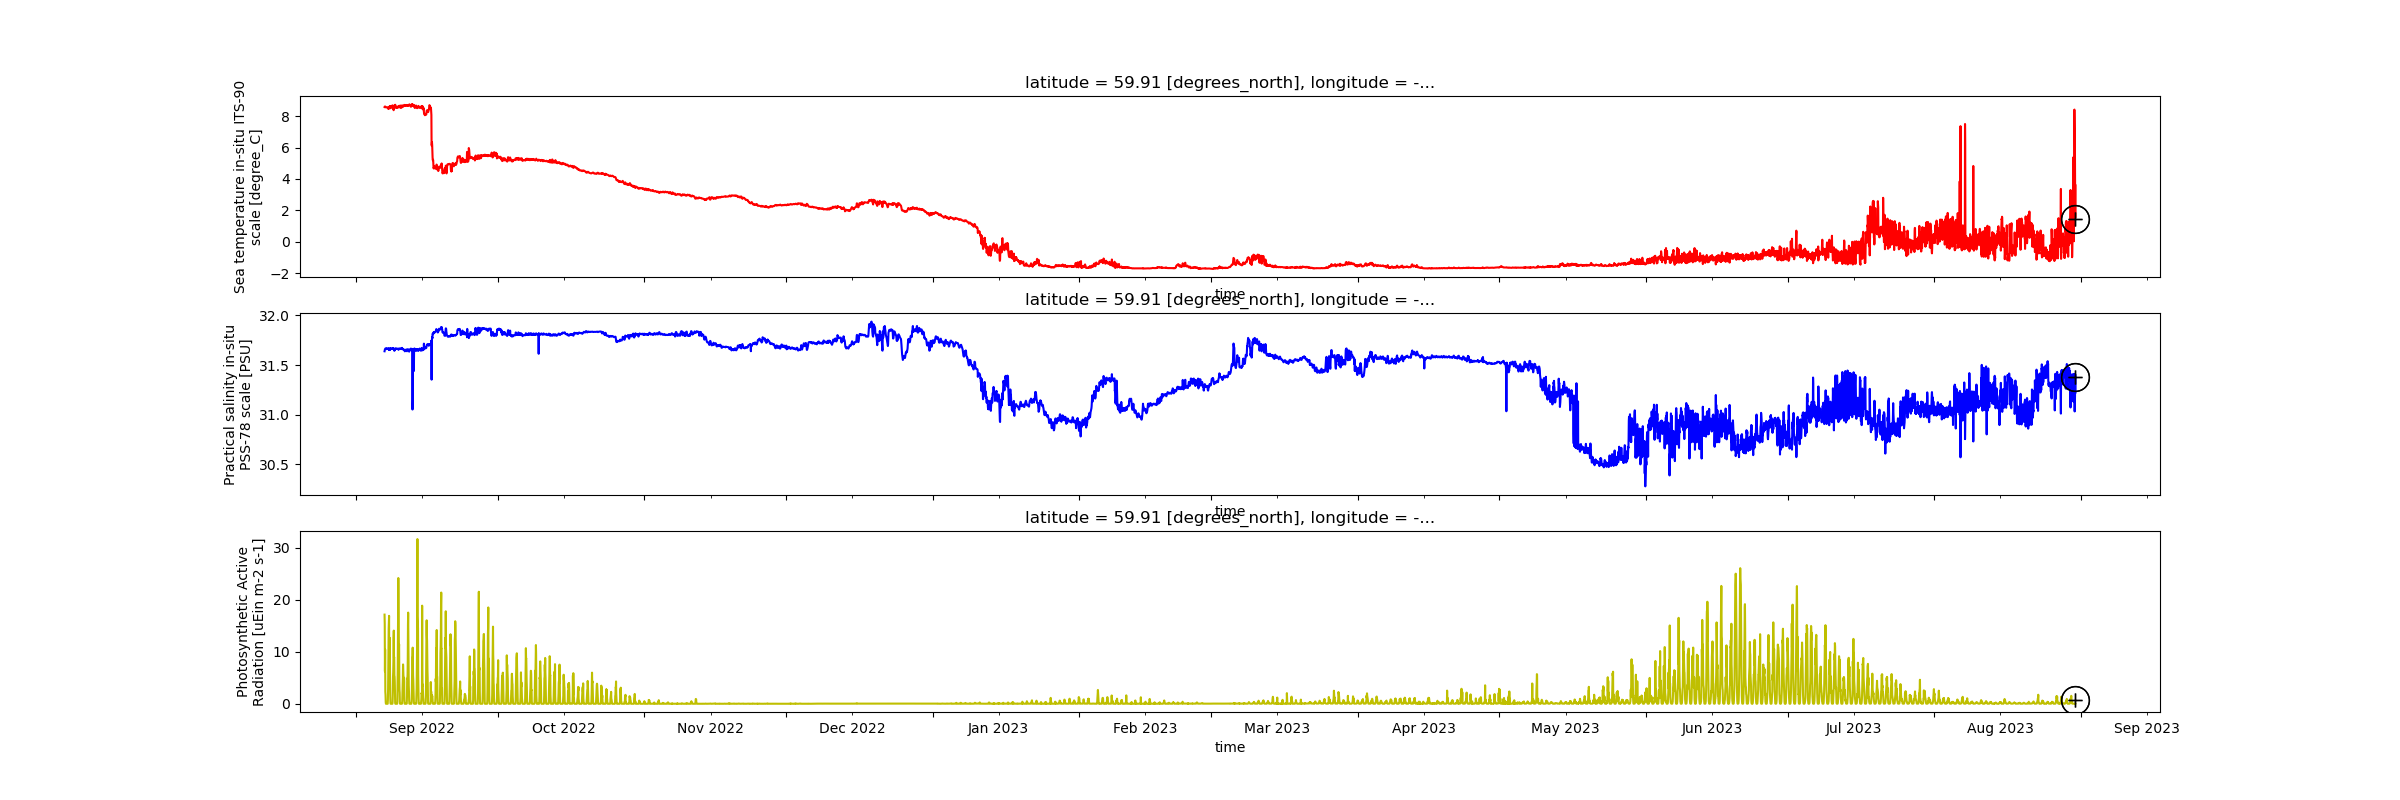 latitude = 59.91 [degrees_north], longitude = -...
Sea temperature in-situ ITS-90
scale [degree_C]
8
6
4
2
0
−2
time
latitude = 59.91 [degrees_north], longitude = -...
Practical salinity in-situ
PSS-78 scale [PSU]
32.0
31.5
31.0
30.5
time
latitude = 59.91 [degrees_north], longitude = -...
Photosynthetic Active
Radiation [uEin m-2 s-1]
30
20
10
0
Sep 2022 Oct 2022 Nov 2022 Dec 2022 Jan 2023 Feb 2023 Mar 2023 Apr 2023 May 2023 Jun 2023 Jul 2023 Aug 2023 Sep 2023
time